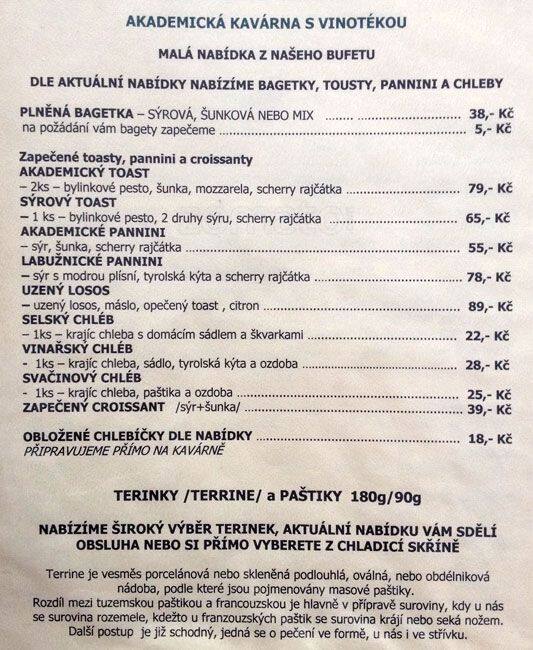 AKADEMICKÁ KAVÁRNA S VINOTÉKOU
MALÁ NABÍDKA Z NAŠEHO BUFETU
DLE AKTUÁLNÍ NABÍDKY NABÍZÍME BAGETKY, TOUSTY, PANNINI A CHLEBY
PLNĚNÁ BAGETKA – SÝROVÁ, ŠUNKOVÁ NEBO MIX ....... ................................ 38,- Kč
na požádání vám bagety zapečeme .......................................................... 5,- Kč
Zapečené toasty, pannini a croissanty
AKADEMICKÝ TOAST
– 2ks – bylinkové pesto, šunka, mozzarela, scherry rajčátka ........................... 79,- Kč
SÝROVÝ TOAST
– 1 ks – bylinkové pesto, 2 druhy sýru, scherry rajčátka ................................ 65,- Kč
AKADEMICKÉ PANNINI
– sýr, šunka, scherry rajčátka ............................................................... 55,- Kč
LABUŽNICKÉ PANNINI
– sýr s modrou plísní, tyrolská kýta a scherry rajčátka ................................... 78,- Kč
UZENÝ LOSOS
– uzený losos, máslo, opečený toast , citron ................................................ 89,- Kč
SELSKÝ CHLÉB
– 1ks – krajíc chleba s domácím sádlem a škvarkami ..................................... 22,- Kč
VINAŘSKÝ CHLÉB
- 1ks – krajíc chleba, sádlo, tyrolská kýta a ozdoba ...................................... 28,- Kč
SVAČINOVÝ CHLÉB
- 1ks – krajíc chleba, paštika a ozdoba ...................................................... 25,- Kč
ZAPEČENÝ CROISSANT /sýr+šunka/ ...................................................... 39,- Kč
OBLOŽENÉ CHLEBÍČKY DLE NABÍDKY ................................................ 18,- Kč
PŘIPRAVUJEME PŘÍMO NA KAVÁRNĚ
TERINKY /TERRINE/ a PAŠTIKY 180g/90g
NABÍZÍME ŠIROKÝ VÝBĚR TERINEK, AKTUÁLNÍ NABÍDKU VÁM SDĚLÍ
OBSLUHA NEBO SI PŘÍMO VYBERETE Z CHLADICÍ SKŘÍNĚ
Terrine je vesměs porcelánová nebo skleněná podlouhlá, oválná, nebo obdélníková
nádoba, podle které jsou pojmenovány masové paštiky.
Rozdíl mezi tuzemskou paštikou a francouzskou je hlavně v přípravě suroviny, kdy u nás
se surovina rozemele, kdežto u franzouzských paštik se surovina krájí nebo seká nožem.
Další postup je již schodný, jedná se o pečení ve formě, u nás i ve střívku.